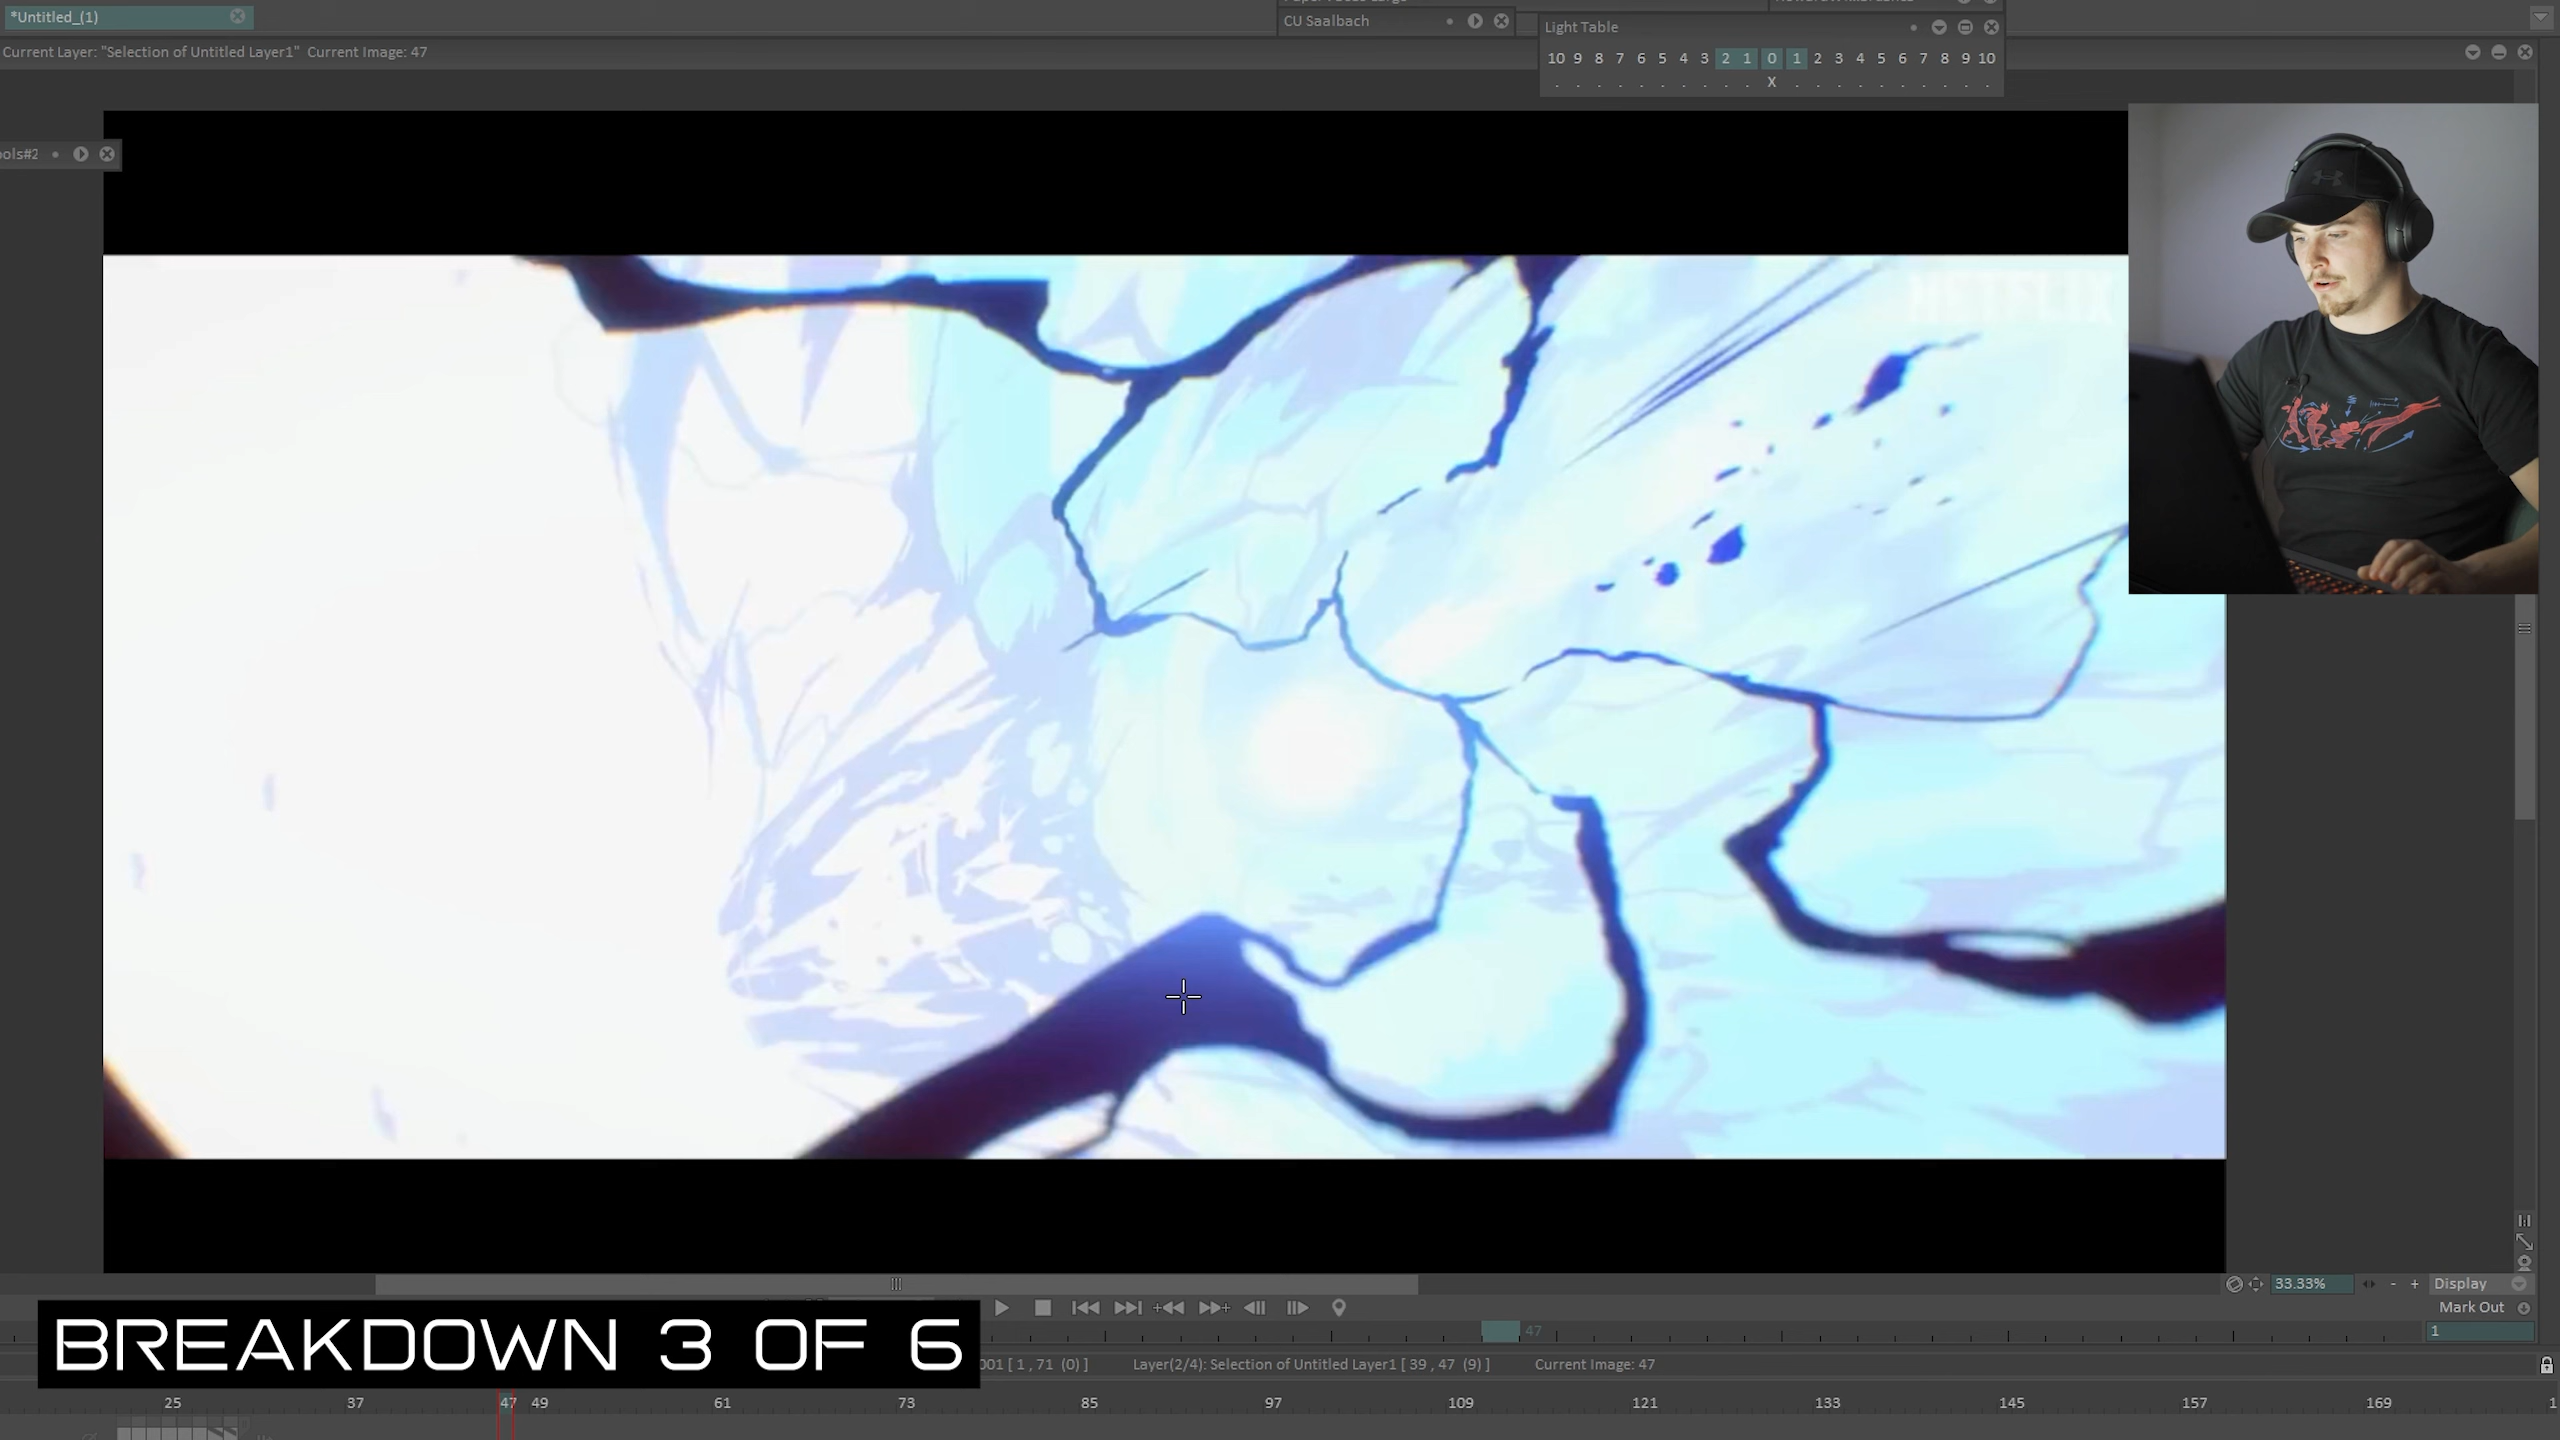 *Untitled_(1)
CU Saalbach
Light Table
Current Layer: "Selection of Untitled Layer1" Current Image: 47
10 9 8 7 6 5 4 3 2 1 0 1 2 3 4 5 6 7 8 9 10
X
ools#2
NETFLIX
33.33%
- +
Display
Mark Out
47
1
BREAKDOWN 3 OF 6
001 [ 1 , 71 (0) ]
Layer(2/4): Selection of Untitled Layer1 [ 39 , 47 (9) ]
Current Image: 47
25 37 47 49 61 73 85 97 109 121 133 145 157 169 1